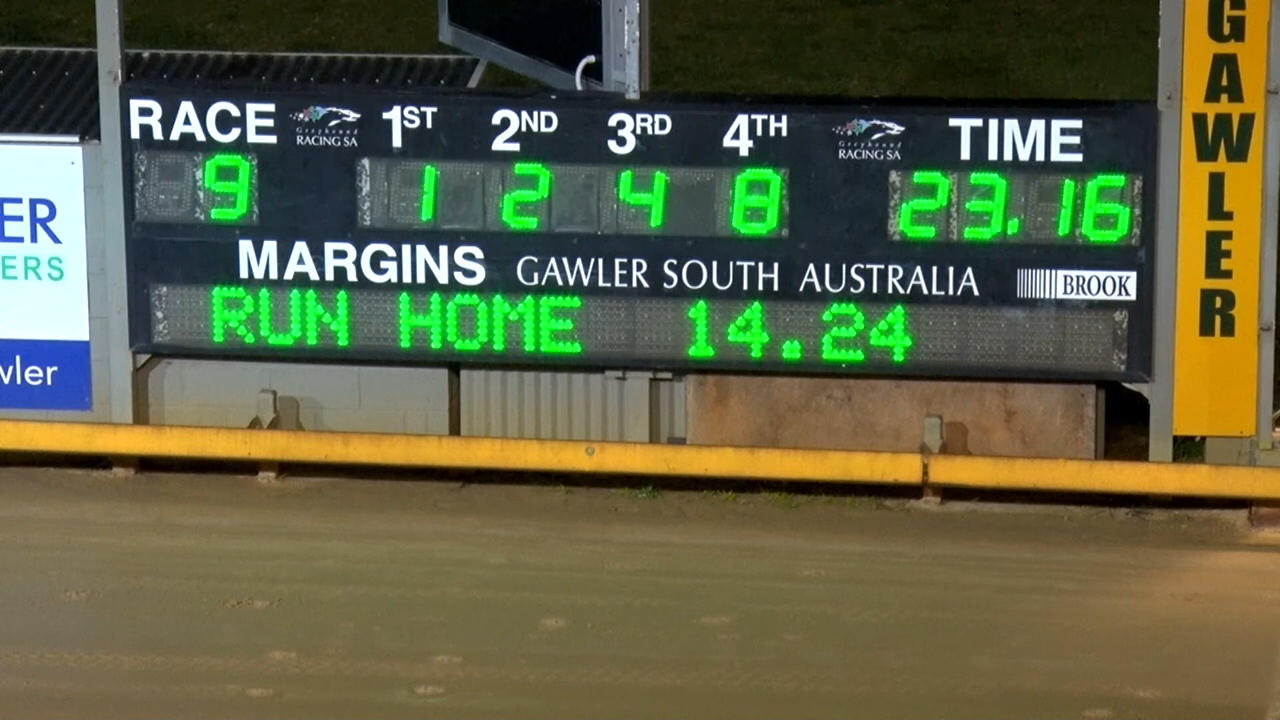 RACE Greyhound RACING SA 1ST 2ND 3RD 4TH Greyhound RACING SA TIME
9 1 2 4 8 23.16
MARGINS GAWLER SOUTH AUSTRALIA BROOK
RUN HOME 14.24
GAWLER
ER
ERS
wler